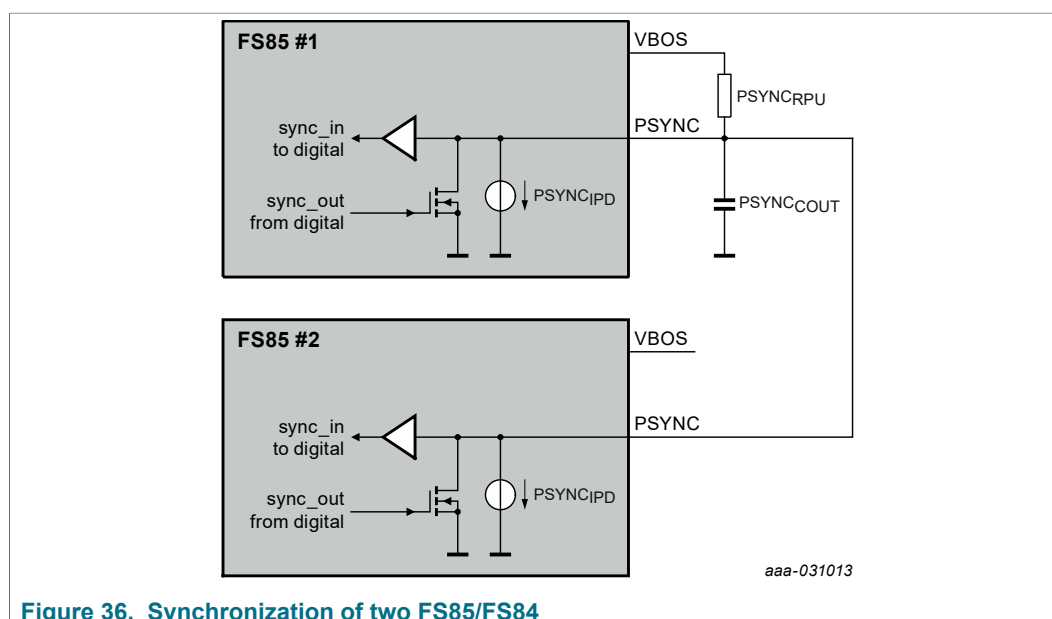 FS85 #1
VBOS
PSYNCRPU
PSYNC
sync_in
to digital
PSYNCIPD
sync_out
from digital
PSYNCCOUT
FS85 #2
VBOS
PSYNC
sync_in
to digital
PSYNCIPD
sync_out
from digital
aaa-031013
Figure 36. Synchronization of two FS85/FS84